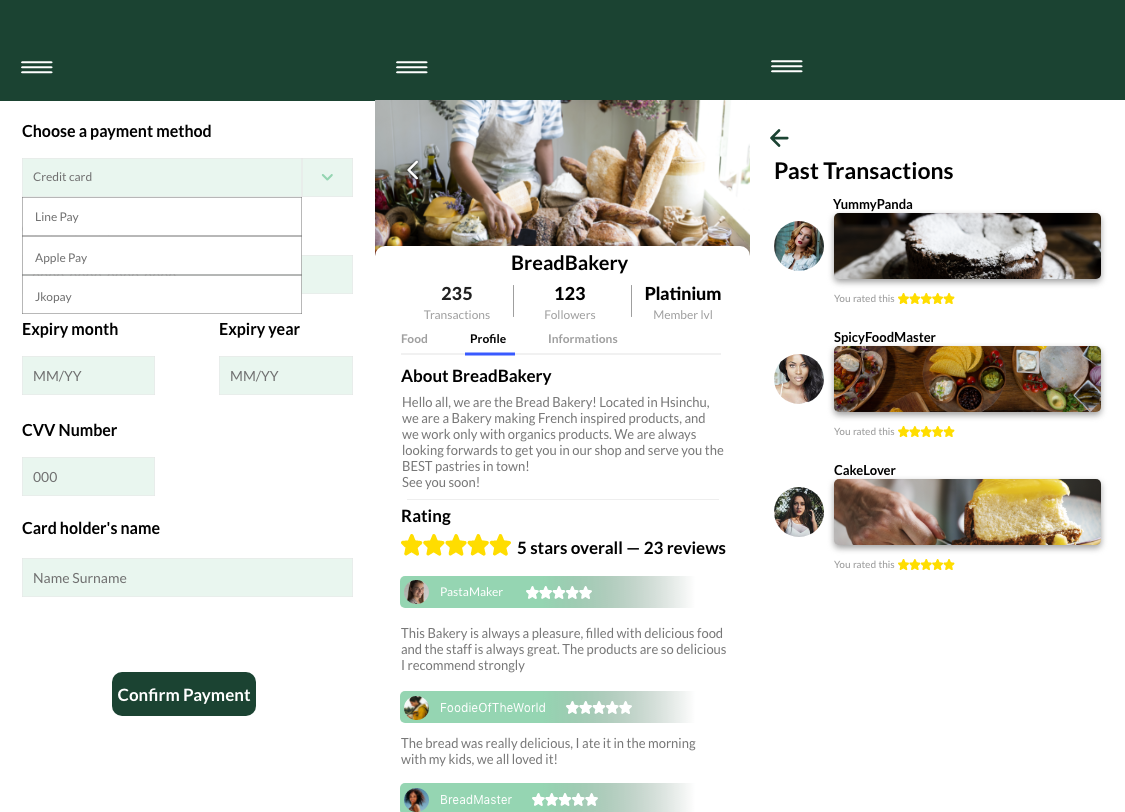 Choose a payment method
Credit card
Line Pay
Apple Pay
Jkopay
Expiry month
Expiry year
MM/YY
MM/YY
CVV Number
000
Card holder's name
Name Surname
Confirm Payment
BreadBakery
235
123
Platinium
Transactions
Followers
Member lvl
Food
Profile
Informations
About BreadBakery
Hello all, we are the Bread Bakery! Located in Hsinchu,
we are a Bakery making French inspired products, and
we work only with organics products. We are always
looking forwards to get you in our shop and serve you the
BEST pastries in town!
See you soon!
Rating
5 stars overall — 23 reviews
PastaMaker
This Bakery is always a pleasure, filled with delicious food
and the staff is always great. The products are so delicious
I recommend strongly
FoodieOfTheWorld
The bread was really delicious, I ate it in the morning
with my kids, we all loved it!
BreadMaster
Past Transactions
YummyPanda
You rated this
SpicyFoodMaster
You rated this
CakeLover
You rated this